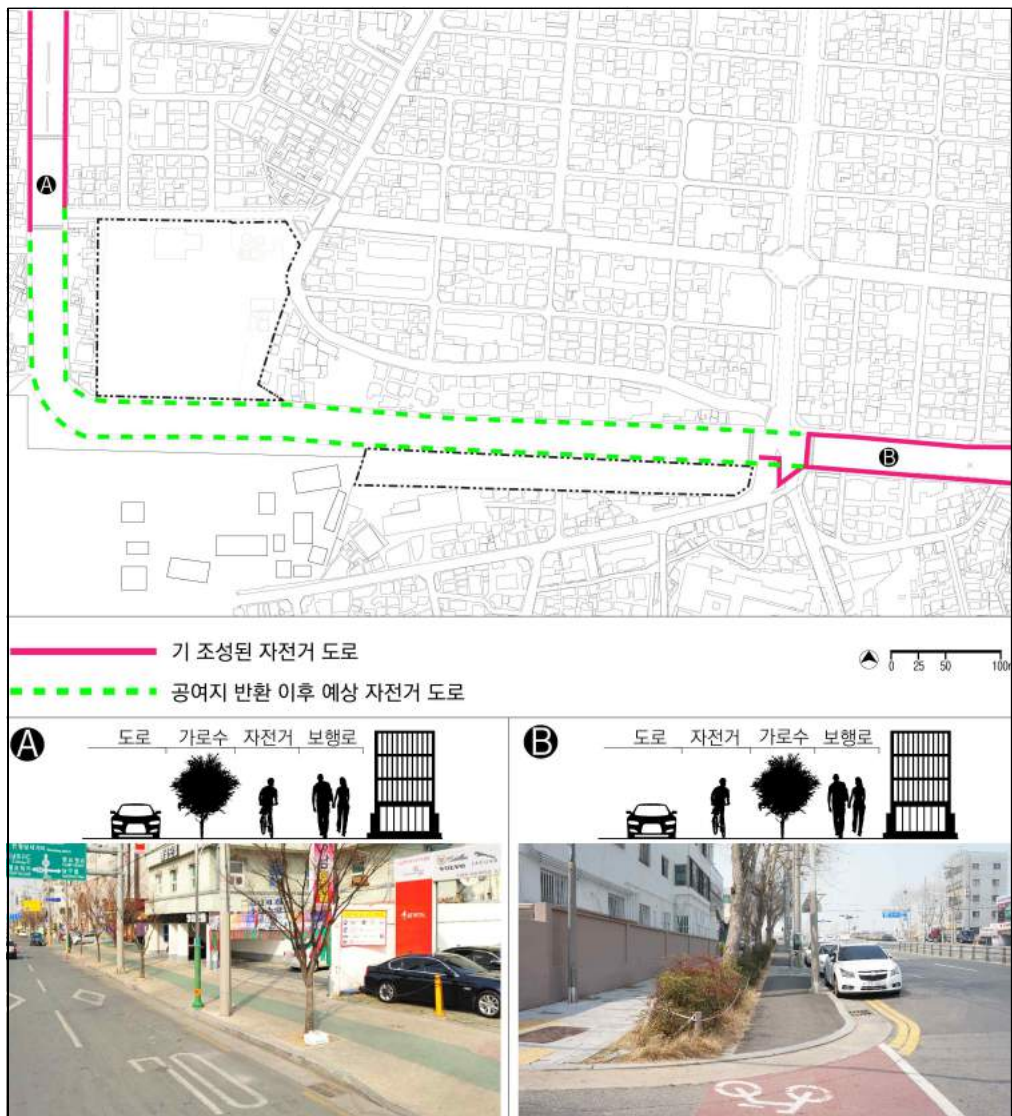 A
B
기 조성된 자전거 도로
0 25 50 100m
공여지 반환 이후 예상 자전거 도로
A
도로 가로수 자전거 보행로
B
도로 자전거 가로수 보행로
VOLVO JAGUAR